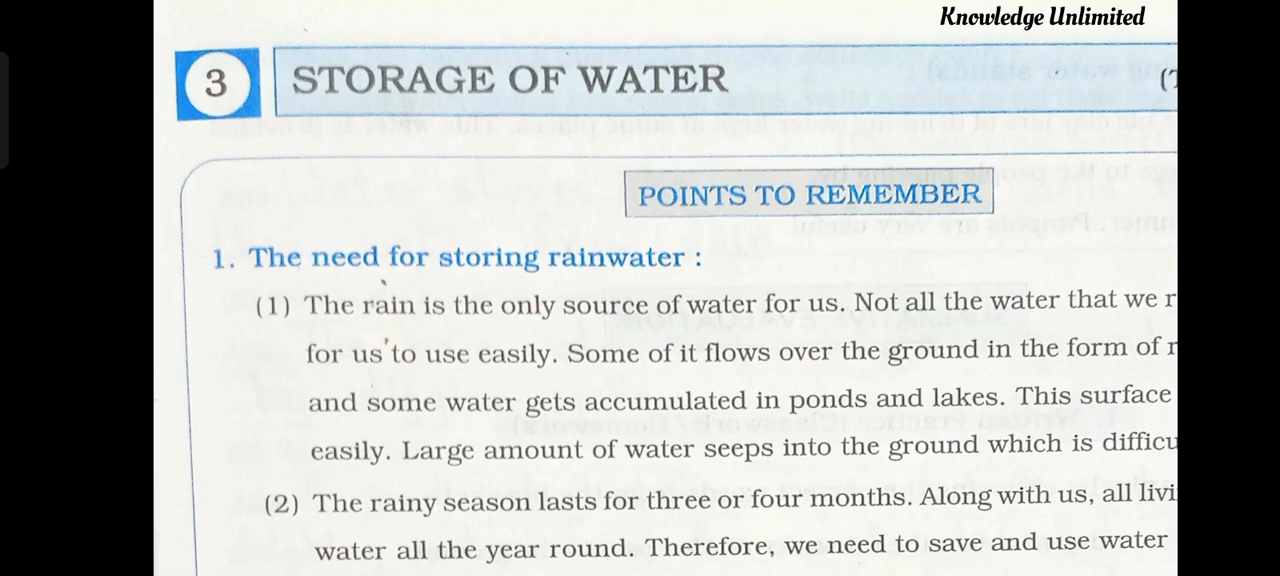 Knowledge Unlimited
3 STORAGE OF WATER
POINTS TO REMEMBER
1. The need for storing rainwater :
(1) The rain is the only source of water for us. Not all the water that we r
for us to use easily. Some of it flows over the ground in the form of r
and some water gets accumulated in ponds and lakes. This surface
easily. Large amount of water seeps into the ground which is difficu
(2) The rainy season lasts for three or four months. Along with us, all livi
water all the year round. Therefore, we need to save and use water